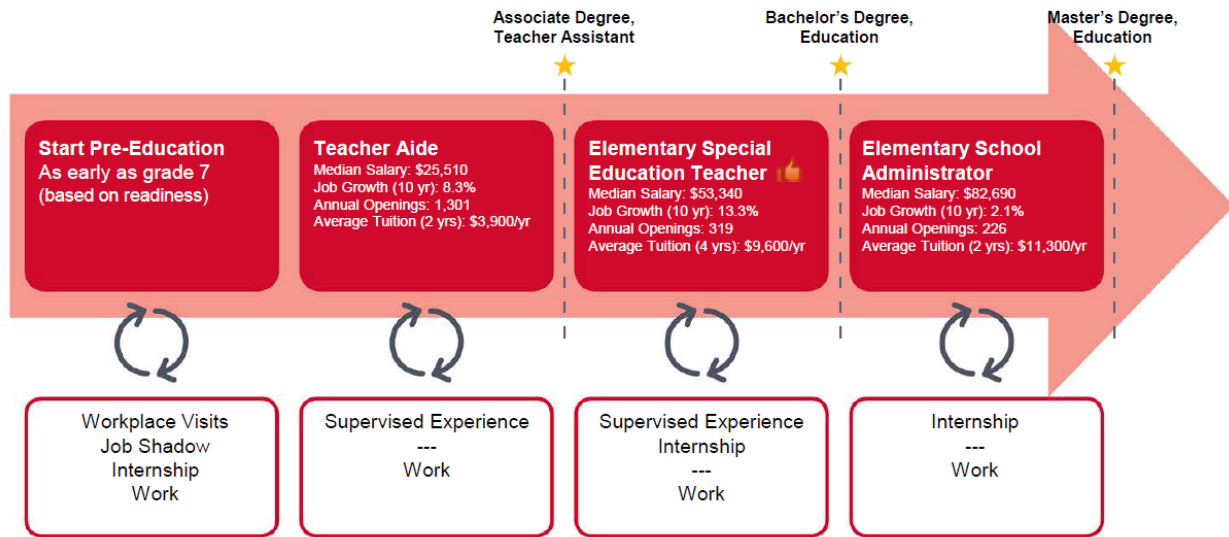 Associate Degree,
Teacher Assistant
Bachelor's Degree,
Education
Master's Degree,
Education
Start Pre-Education
As early as grade 7
(based on readiness)
Teacher Aide
Median Salary: $25,510
Job Growth (10 yr): 8.3%
Annual Openings: 1,301
Average Tuition (2 yrs): $3,900/yr
Elementary Special
Education Teacher
Median Salary: $53,340
Job Growth (10 yr): 13.3%
Annual Openings: 319
Average Tuition (4 yrs): $9,600/yr
Elementary School
Administrator
Median Salary: $82,690
Job Growth (10 yr): 2.1%
Annual Openings: 226
Average Tuition (2 yrs): $11,300/yr
Workplace Visits
Job Shadow
Internship
Work
Supervised Experience
---
Work
Supervised Experience
Internship
---
Work
Internship
---
Work